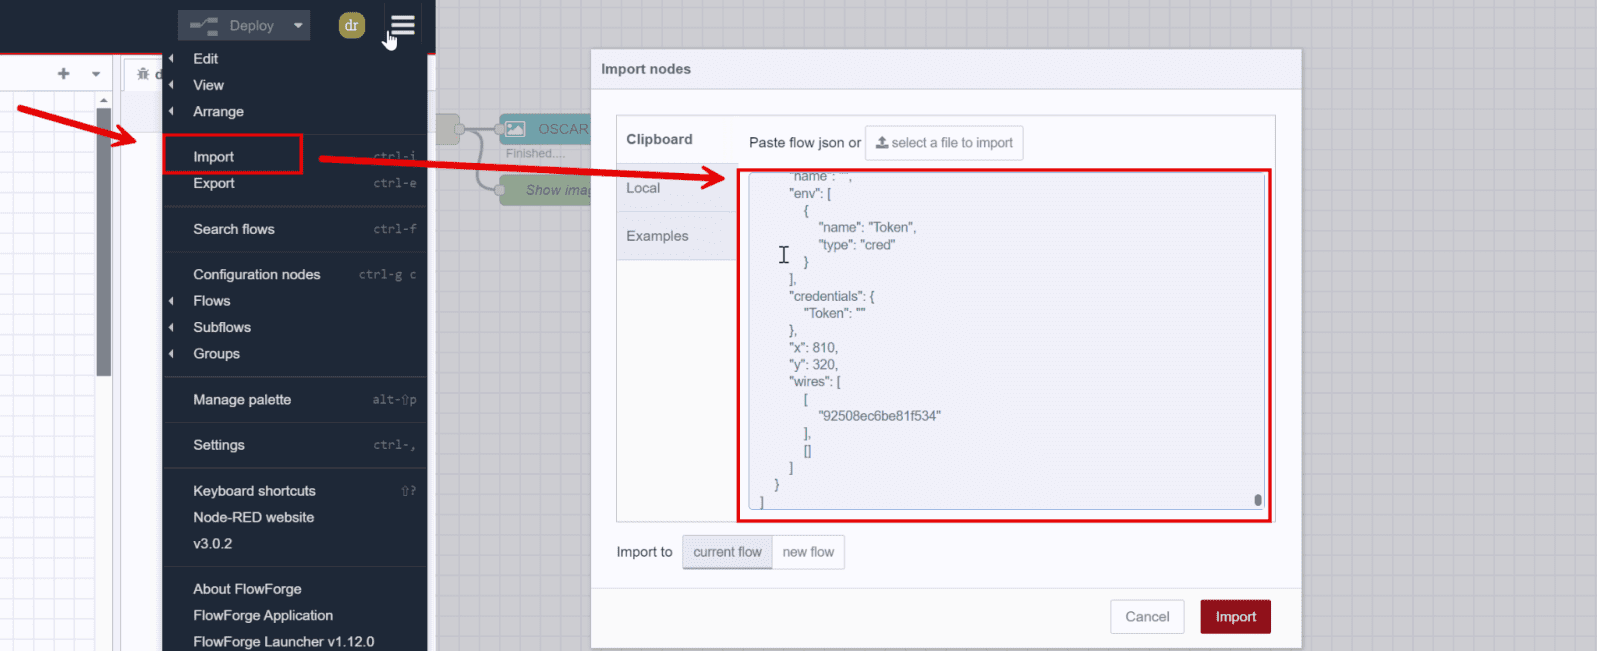 Deploy
dr
Edit
View
Arrange
Import ctrl-i
Export ctrl-e
Search flows ctrl-f
Configuration nodes ctrl-g c
Flows
Subflows
Groups
Manage palette alt-⇧p
Settings ctrl-,
Keyboard shortcuts ⇧?
Node-RED website
v3.0.2
About FlowForge
FlowForge Application
FlowForge Launcher v1.12.0
d
OSCAR
Finished....
Show imag
Import nodes
Clipboard
Local
Examples
Paste flow json or select a file to import
"name": "",
"env": [
{
"name": "Token",
"type": "cred"
}
],
"credentials": {
"Token": ""
},
"x": 810,
"y": 320,
"wires": [
[
"92508ec6be81f534"
],
[]
]
}
]
Import to current flow new flow
Cancel Import